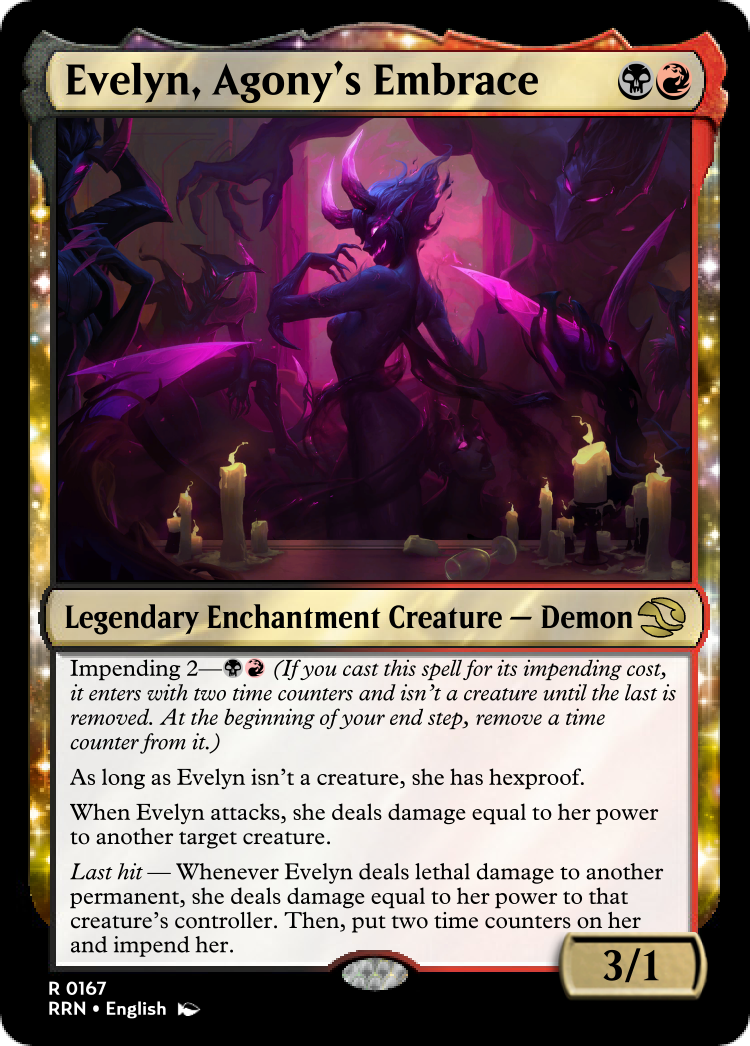 Evelyn, Agony's Embrace
Legendary Enchantment Creature — Demon
Impending 2— (If you cast this spell for its impending cost,
it enters with two time counters and isn't a creature until the last is
removed. At the beginning of your end step, remove a time
counter from it.)
As long as Evelyn isn't a creature, she has hexproof.
When Evelyn attacks, she deals damage equal to her power
to another target creature.
Last hit — Whenever Evelyn deals lethal damage to another
permanent, she deals damage equal to her power to that
creature's controller. Then, put two time counters on her
and impend her.
3/1
R 0167
RRN • English